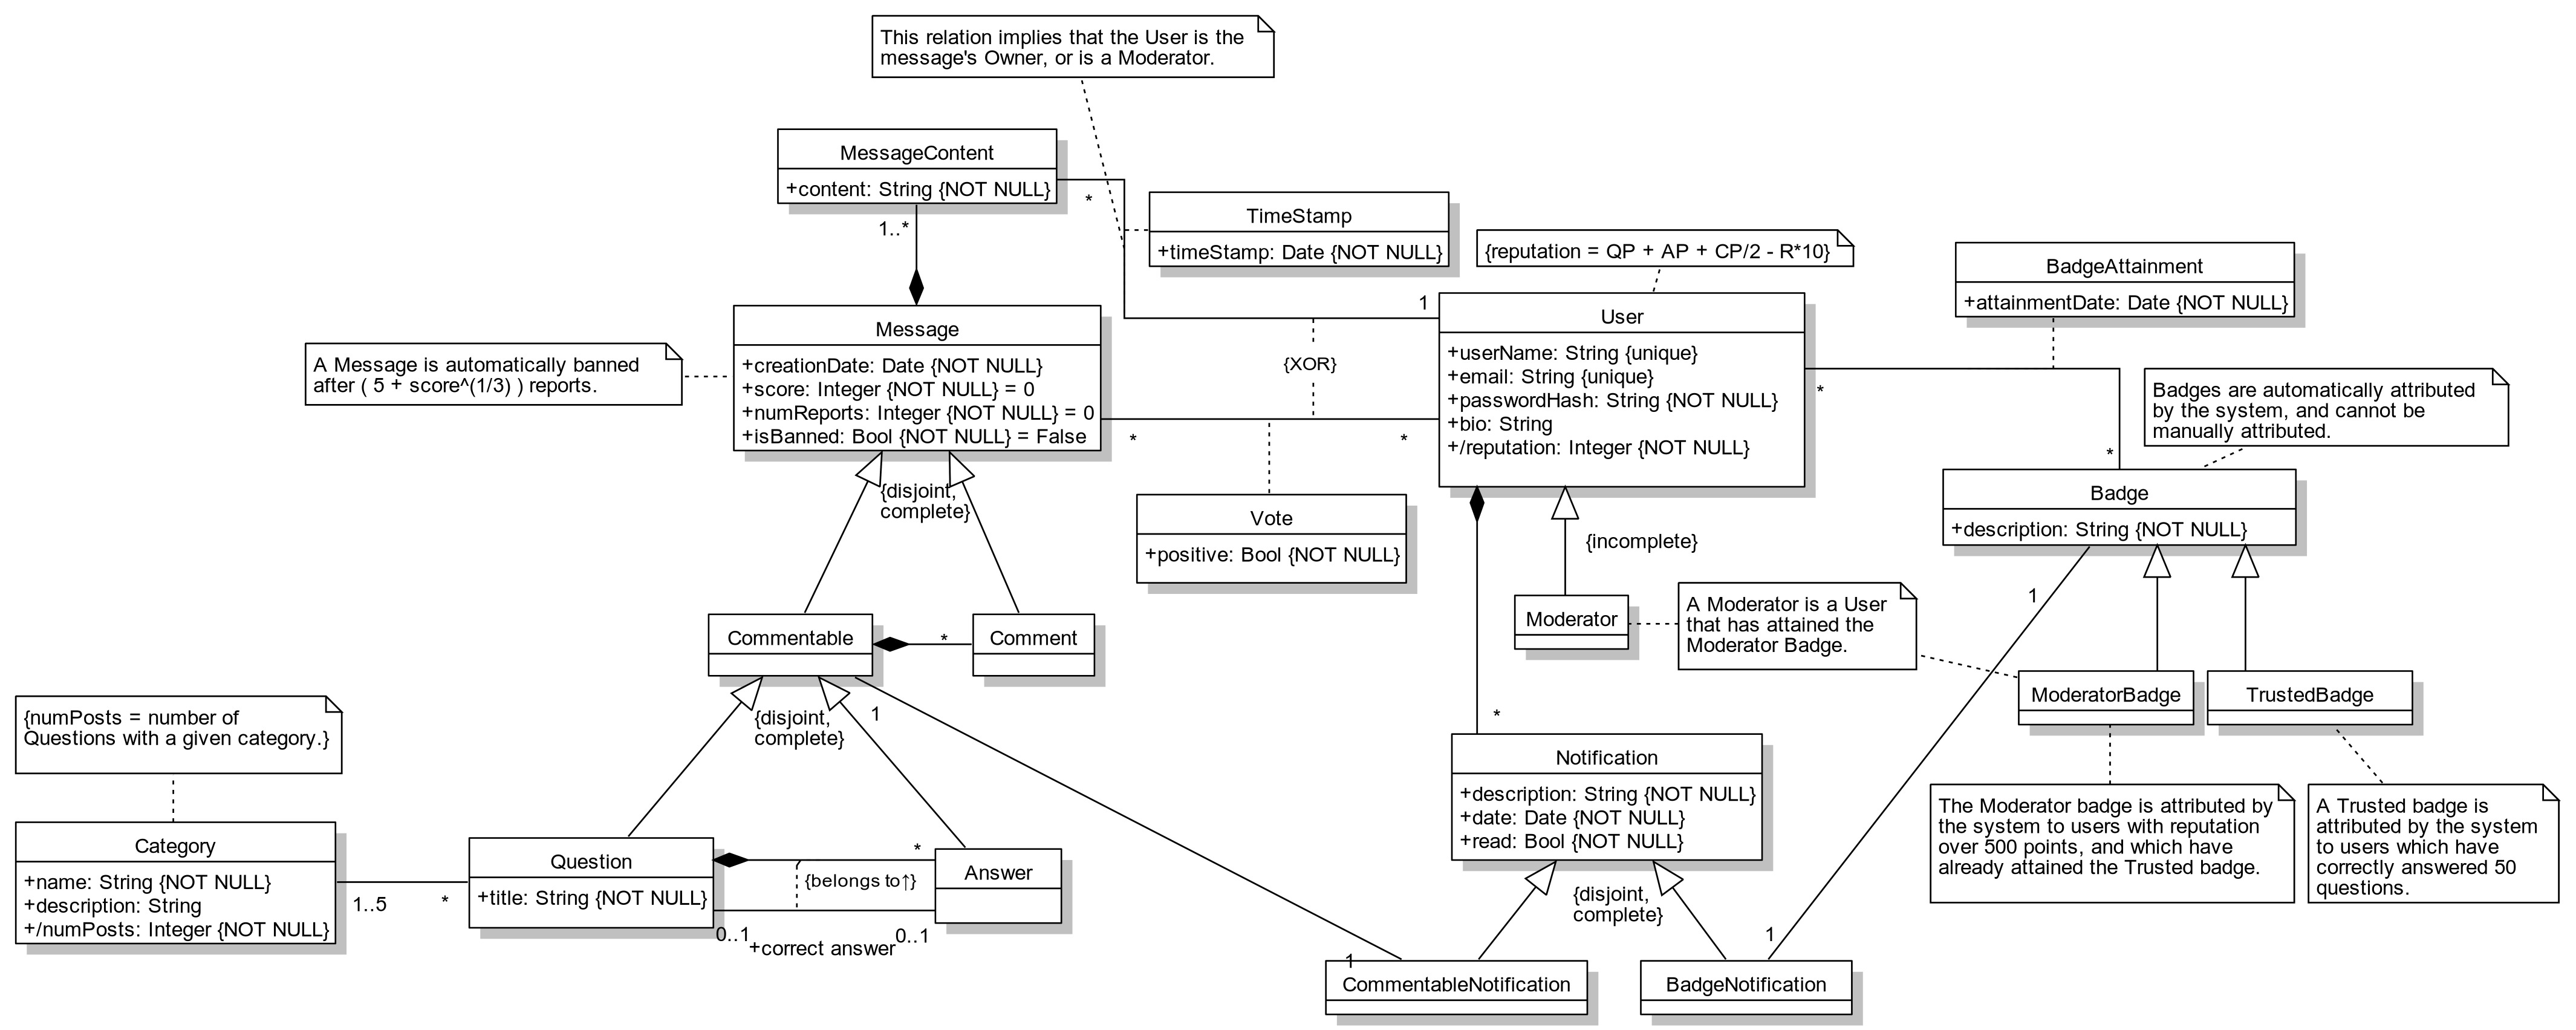 This relation implies that the User is the
message's Owner, or is a Moderator.
MessageContent
+content: String {NOT NULL}
*
1..*
TimeStamp
+timeStamp: Date {NOT NULL}
{reputation = QP + AP + CP/2 - R*10}
BadgeAttainment
+attainmentDate: Date {NOT NULL}
A Message is automatically banned
after ( 5 + score^(1/3) ) reports.
Message
+creationDate: Date {NOT NULL}
+score: Integer {NOT NULL} = 0
+numReports: Integer {NOT NULL} = 0
+isBanned: Bool {NOT NULL} = False
1
{XOR}
*
*
User
+userName: String {unique}
+email: String {unique}
+passwordHash: String {NOT NULL}
+bio: String
+/reputation: Integer {NOT NULL}
*
*
Badges are automatically attributed
by the system, and cannot be
manually attributed.
Badge
+description: String {NOT NULL}
{disjoint,
complete}
Vote
+positive: Bool {NOT NULL}
{incomplete}
Moderator
A Moderator is a User
that has attained the
Moderator Badge.
1
Commentable
*
Comment
ModeratorBadge
TrustedBadge
{numPosts = number of
Questions with a given category.}
{disjoint,
complete}
1
*
Notification
+description: String {NOT NULL}
+date: Date {NOT NULL}
+read: Bool {NOT NULL}
The Moderator badge is attributed by
the system to users with reputation
over 500 points, and which have
already attained the Trusted badge.
A Trusted badge is
attributed by the system
to users which have
correctly answered 50
questions.
Category
+name: String {NOT NULL}
+description: String
+/numPosts: Integer {NOT NULL}
1..5
*
Question
+title: String {NOT NULL}
*
{belongs to↑}
0..1
+correct answer
0..1
Answer
{disjoint,
complete}
1
1
CommentableNotification
BadgeNotification